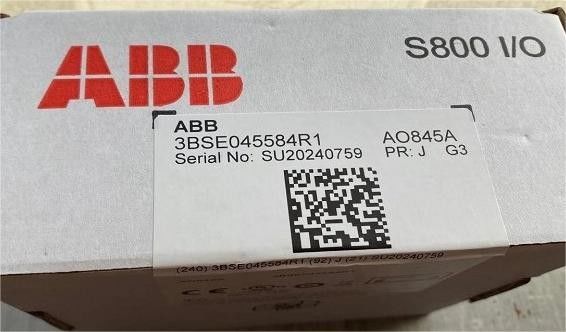 ABB
S800 I/O
ABB
3BSE045584R1 AO845A
Serial No: SU20240759 PR: J G3
(240) 3BSE045584R1 (92) J (21) SU20240759